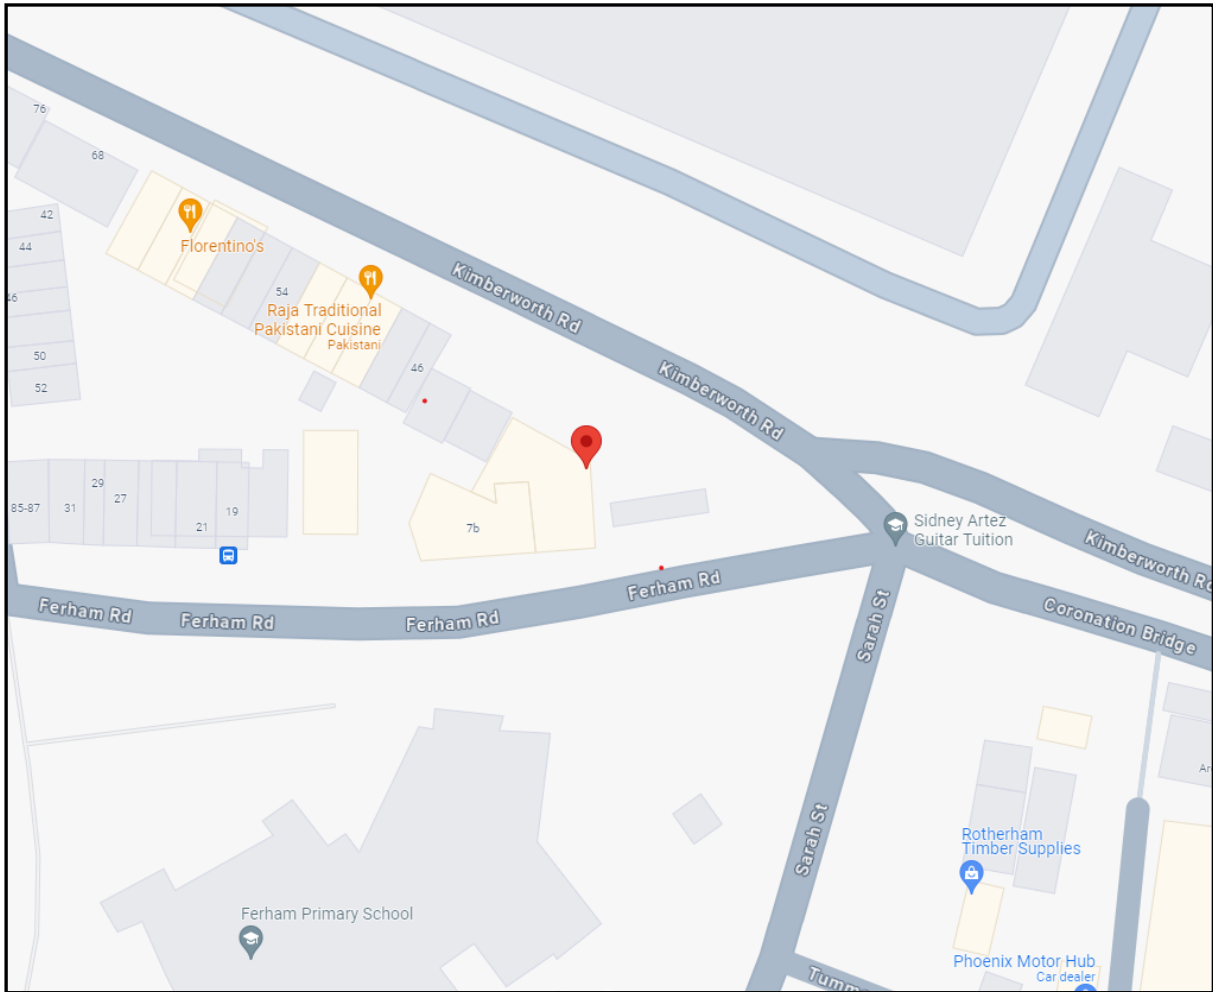 76
68
42
44
Florentino's
54
46
Raja Traditional
Pakistani Cuisine
Pakistani
50
46
52
Kimberworth Rd
Kimberworth Rd
29
27
85-87
31
19
21
7b
Sidney Artez
Guitar Tuition
Kimberworth Ro
Ferham Rd
Ferham Rd
Ferham Rd
Ferham Rd
Sarah St
Coronation Bridge
Sarah St
Rotherham
Timber Supplies
Ferham Primary School
Phoenix Motor Hub
Car dealer